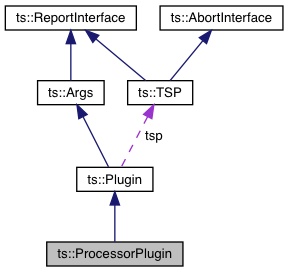 ts::ReportInterface
ts::AbortInterface
ts::Args
ts::TSP
tsp
ts::Plugin
ts::ProcessorPlugin